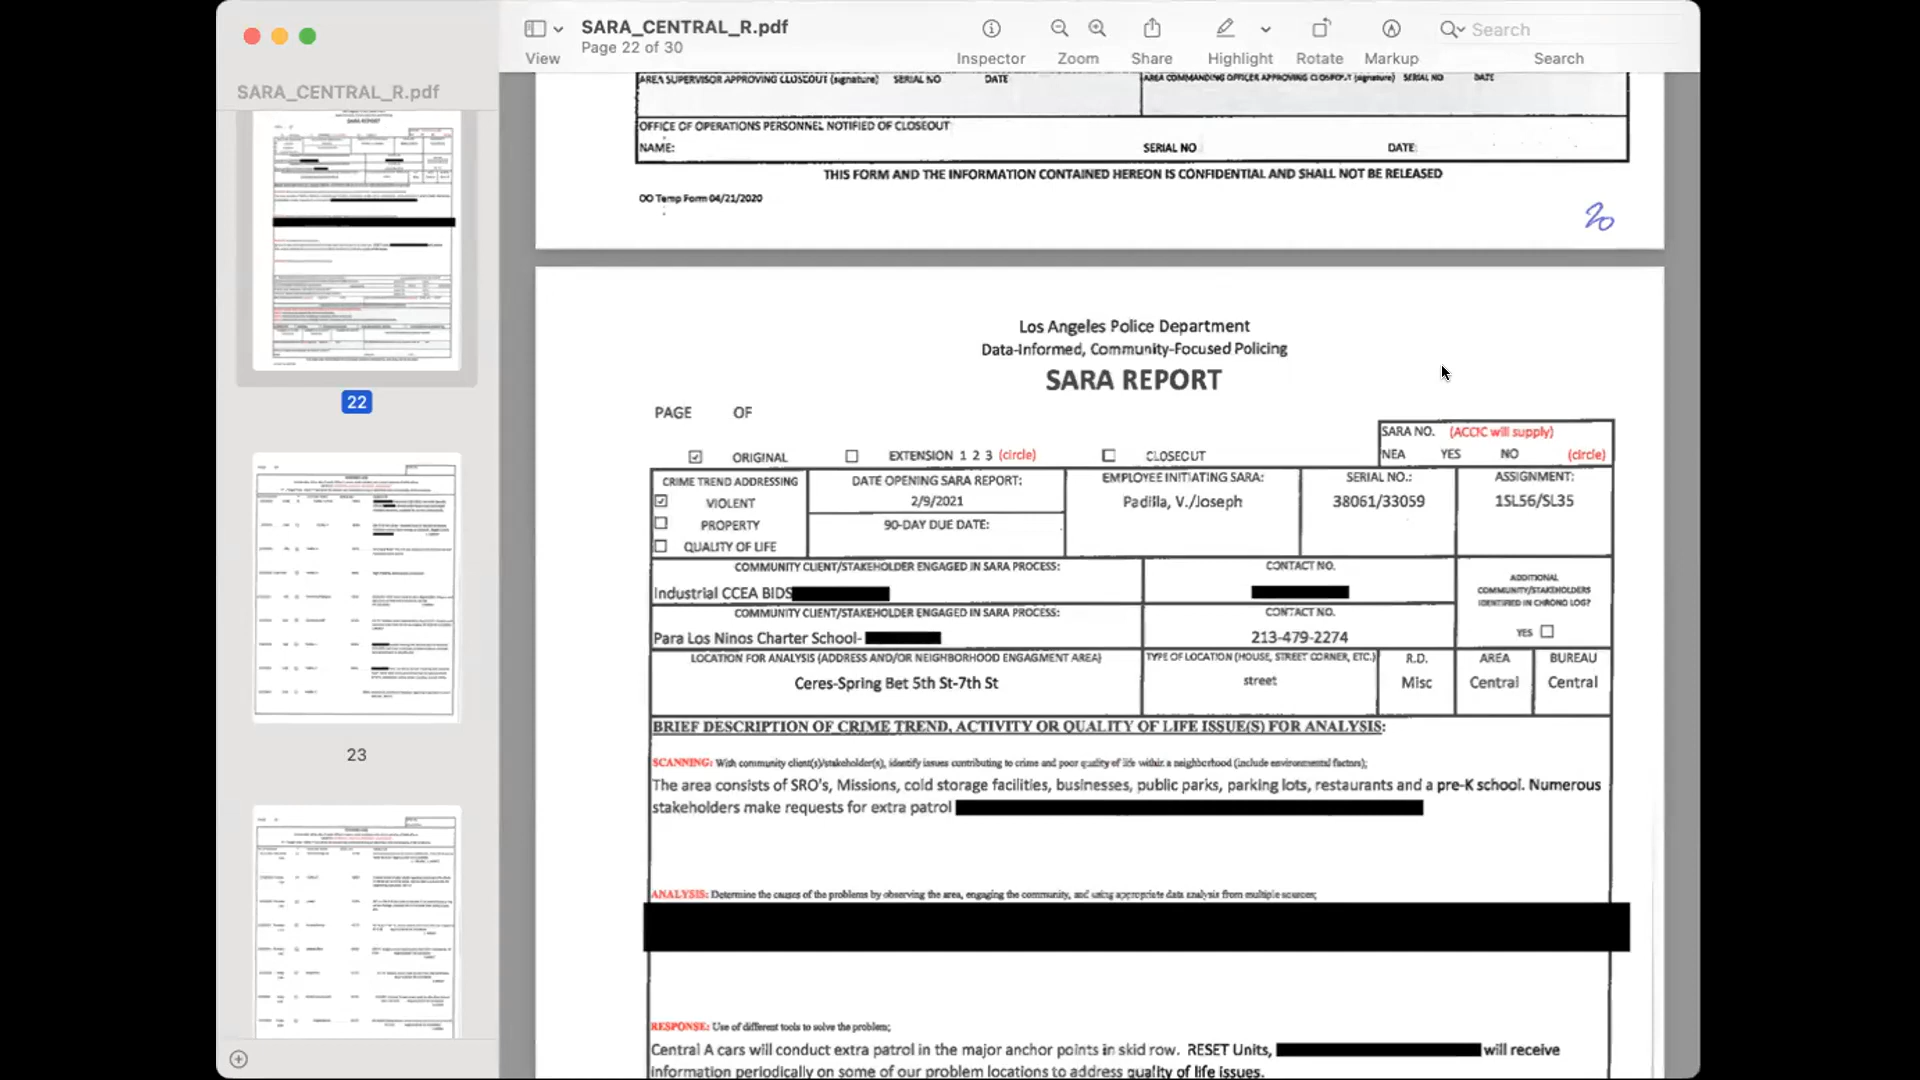 SARA_CENTRAL_R.pdf
Page 22 of 30
View
Inspector
Zoom
Share
Highlight
Rotate
Markup
Search
Search
SARA_CENTRAL_R.pdf
22
23
AREA SUPERVISOR APPROVING CLOSEOUT (signature) SERIAL NO DATE
AREA COMMANDING OFFICER APPROVING CLOSEOUT (signature) SERIAL NO DATE
OFFICE OF OPERATIONS PERSONNEL NOTIFIED OF CLOSEOUT
NAME: SERIAL NO DATE:
THIS FORM AND THE INFORMATION CONTAINED HEREON IS CONFIDENTIAL AND SHALL NOT BE RELEASED
OO Temp Form 04/21/2020
20
Los Angeles Police Department
Data-Informed, Community-Focused Policing
SARA REPORT
PAGE OF
SARA NO. (ACCIC will supply)
NEA YES NO (circle)
ORIGINAL EXTENSION 1 2 3 (circle) CLOSEOUT
CRIME TREND ADDRESSING
VIOLENT
PROPERTY
QUALITY OF LIFE
DATE OPENING SARA REPORT:
2/9/2021
90-DAY DUE DATE:
EMPLOYEE INITIATING SARA:
Padilla, V./Joseph
SERIAL NO.:
38061/33059
ASSIGNMENT:
1SL56/SL35
COMMUNITY CLIENT/STAKEHOLDER ENGAGED IN SARA PROCESS:
Industrial CCEA BIDS
CONTACT NO.
COMMUNITY CLIENT/STAKEHOLDER ENGAGED IN SARA PROCESS:
Para Los Ninos Charter School-
CONTACT NO.
213-479-2274
ADDITIONAL
COMMUNITY/STAKEHOLDERS
IDENTIFIED IN CHRONO LOG?
YES
LOCATION FOR ANALYSIS (ADDRESS AND/OR NEIGHBORHOOD ENGAGMENT AREA)
Ceres-Spring Bet 5th St-7th St
TYPE OF LOCATION (HOUSE, STREET CORNER, ETC.)
street
R.D.
Misc
AREA
Central
BUREAU
Central
BRIEF DESCRIPTION OF CRIME TREND, ACTIVITY OR QUALITY OF LIFE ISSUE(S) FOR ANALYSIS:
SCANNING: With community client(s)/stakeholder(s), identify issues contributing to crime and poor quality of life within a neighborhood (include environmental factors);
The area consists of SRO's, Missions, cold storage facilities, businesses, public parks, parking lots, restaurants and a pre-K school. Numerous
stakeholders make requests for extra patrol
ANALYSIS: Determine the causes of the problems by observing the area, engaging the community, and using appropriate data analysis from multiple sources;
RESPONSE: Use of different tools to solve the problem;
Central A cars will conduct extra patrol in the major anchor points in skid row. RESET Units, will receive
information periodically on some of our problem locations to address quality of life issues.